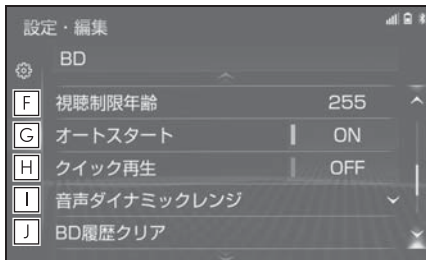 設定・編集
BD
F 視聴制限年齢 255
G オートスタート ON
H クイック再生 OFF
I 音声ダイナミックレンジ
J BD履歴クリア